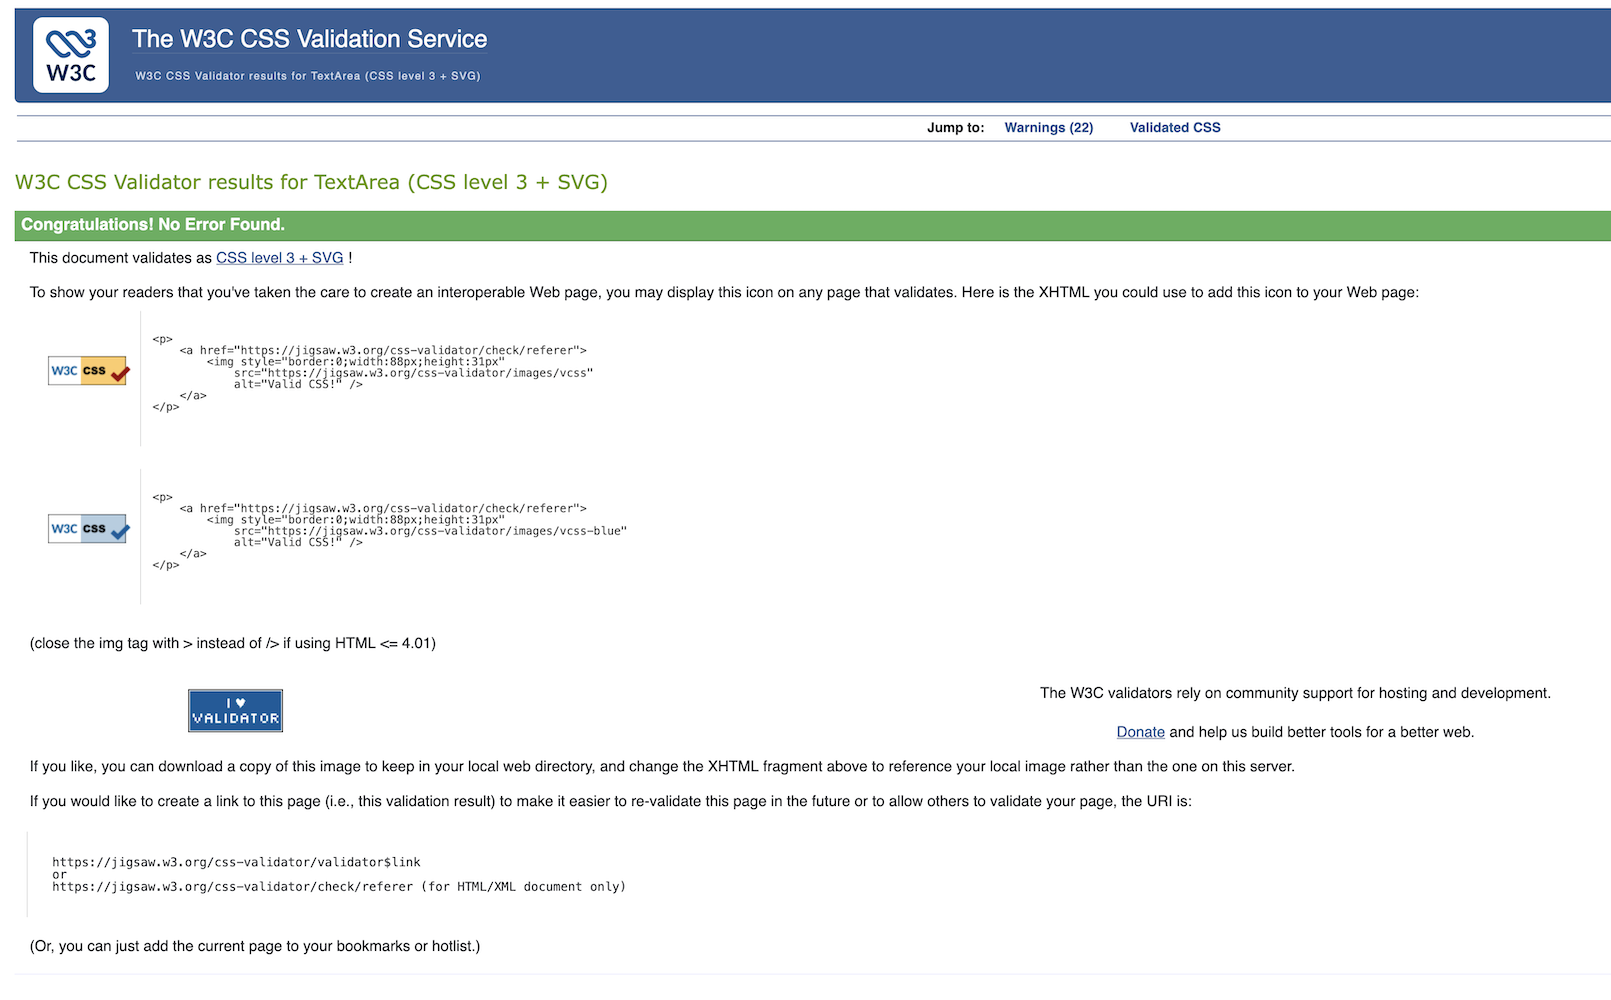 W3C
The W3C CSS Validation Service
W3C CSS Validator results for TextArea (CSS level 3 + SVG)
Jump to: Warnings (22) Validated CSS
W3C CSS Validator results for TextArea (CSS level 3 + SVG)
Congratulations! No Error Found.
This document validates as CSS level 3 + SVG !
To show your readers that you've taken the care to create an interoperable Web page, you may display this icon on any page that validates. Here is the XHTML you could use to add this icon to your Web page:
W3C css
<p>
    <a href="https://jigsaw.w3.org/css-validator/check/referer">
        <img style="border:0;width:88px;height:31px"
            src="https://jigsaw.w3.org/css-validator/images/vcss"
            alt="Valid CSS!" />
    </a>
</p>
W3C css
<p>
    <a href="https://jigsaw.w3.org/css-validator/check/referer">
        <img style="border:0;width:88px;height:31px"
            src="https://jigsaw.w3.org/css-validator/images/vcss-blue"
            alt="Valid CSS!" />
    </a>
</p>
(close the img tag with > instead of /> if using HTML <= 4.01)
I ♥
VALIDATOR
The W3C validators rely on community support for hosting and development.
Donate and help us build better tools for a better web.
If you like, you can download a copy of this image to keep in your local web directory, and change the XHTML fragment above to reference your local image rather than the one on this server.
If you would like to create a link to this page (i.e., this validation result) to make it easier to re-validate this page in the future or to allow others to validate your page, the URI is:
https://jigsaw.w3.org/css-validator/validator$link
or
https://jigsaw.w3.org/css-validator/check/referer (for HTML/XML document only)
(Or, you can just add the current page to your bookmarks or hotlist.)